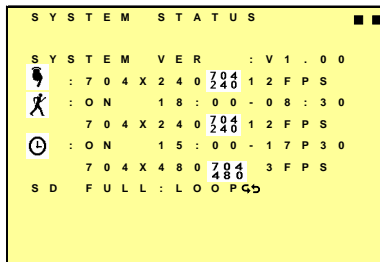 SYSTEM STATUS
SYSTEM VER : V1.00
: 704X240 704 240 12FPS
: ON 18:00-08:30
704X240 704 240 12FPS
: ON 15:00-17P30
704X480 704 480 3FPS
SD FULL:LOOP